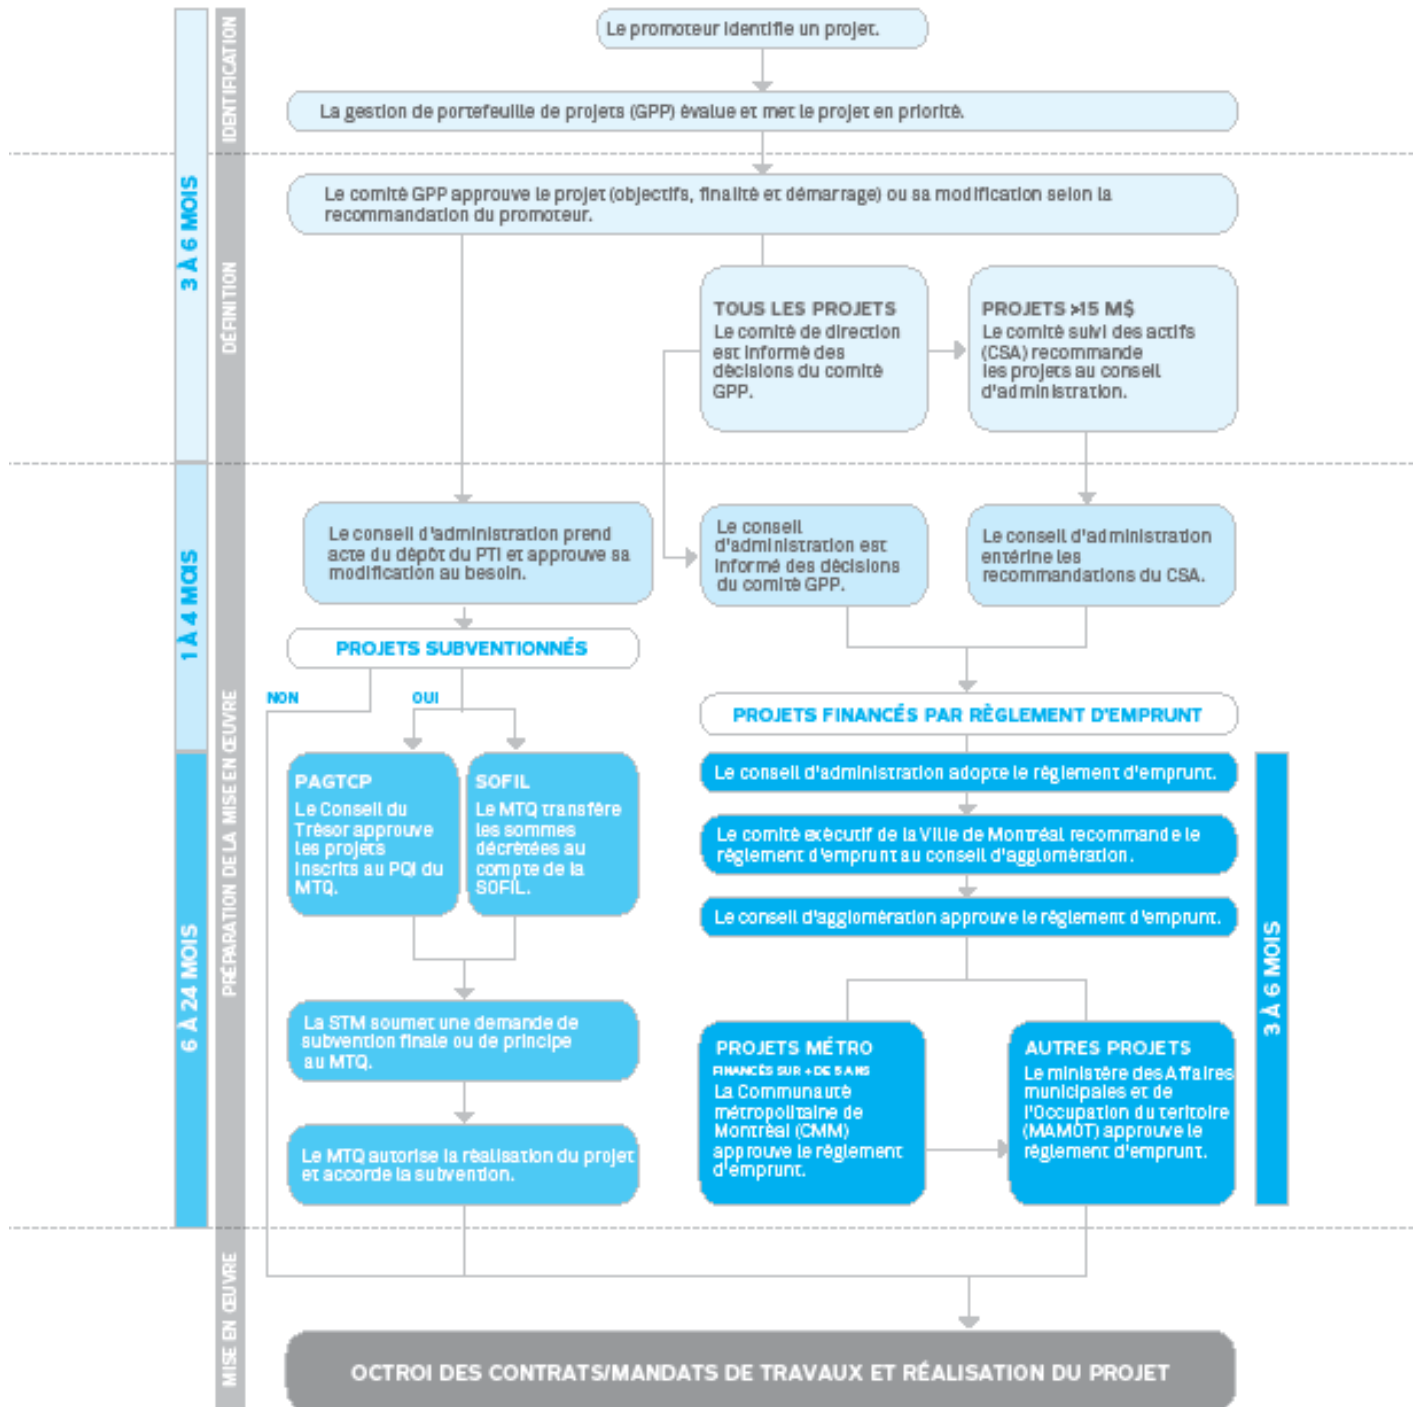 Le promoteur identifie un projet.
IDENTIFICATION
La gestion de portefeuille de projets (GPP) évalue et met le projet en priorité.
3 À 6 MOIS
DÉFINITION
Le comité GPP approuve le projet (objectifs, finalité et démarrage) ou sa modification selon la
recommandation du promoteur.
TOUS LES PROJETS
Le comité de direction
est informé des
décisions du comité
GPP.
PROJETS >15 M$
Le comité suivi des actifs
(CSA) recommande
les projets au conseil
d'administration.
1 À 4 MOIS
PRÉPARATION DE LA MISE EN ŒUVRE
Le conseil d'administration prend
acte du dépôt du PTI et approuve sa
modification au besoin.
Le conseil
d'administration est
informé des décisions
du comité GPP.
Le conseil d'administration
entérine les
recommandations du CSA.
PROJETS SUBVENTIONNÉS
NON
OUI
PROJETS FINANCÉS PAR RÈGLEMENT D'EMPRUNT
6 À 24 MOIS
PAGTCP
Le Conseil du
Trésor approuve
les projets
inscrits au PQI du
MTQ.
SOFIL
Le MTQ transfère
les sommes
décrétées au
compte de la
SOFIL.
Le conseil d'administration adopte le règlement d'emprunt.
Le comité exécutif de la Ville de Montréal recommande le
règlement d'emprunt au conseil d'agglomération.
Le conseil d'agglomération approuve le règlement d'emprunt.
3 À 6 MOIS
La STM soumet une demande de
subvention finale ou de principe
au MTQ.
Le MTQ autorise la réalisation du projet
et accorde la subvention.
PROJETS MÉTRO
FINANCÉS SUR + DE 5 ANS
La Communauté
métropolitaine de
Montréal (CMM)
approuve le règlement
d'emprunt.
AUTRES PROJETS
Le ministère des Affaires
municipales et de
l'Occupation du teritoire
(MAMOT) approuve le
règlement d'emprunt.
MISE EN ŒUVRE
OCTROI DES CONTRATS/MANDATS DE TRAVAUX ET RÉALISATION DU PROJET